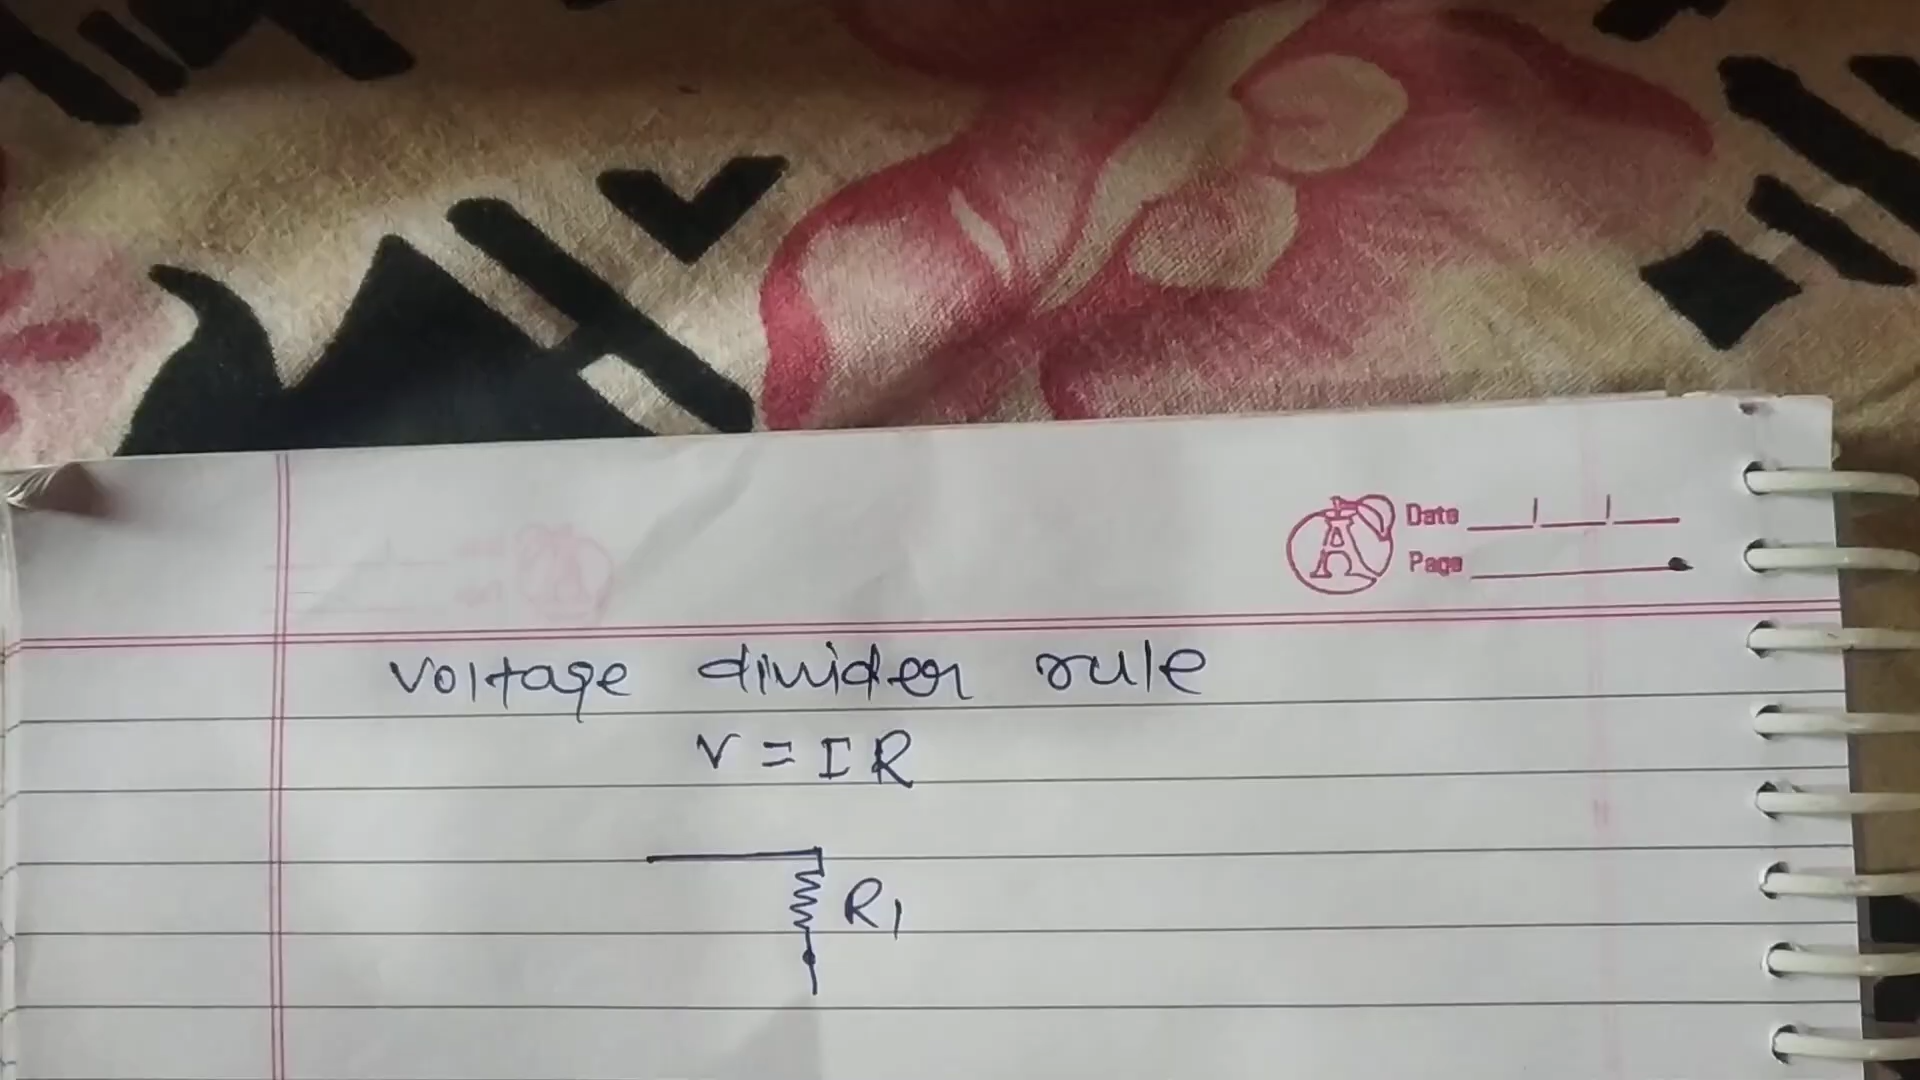 Date
Page
voltage divider rule
V = IR
R1